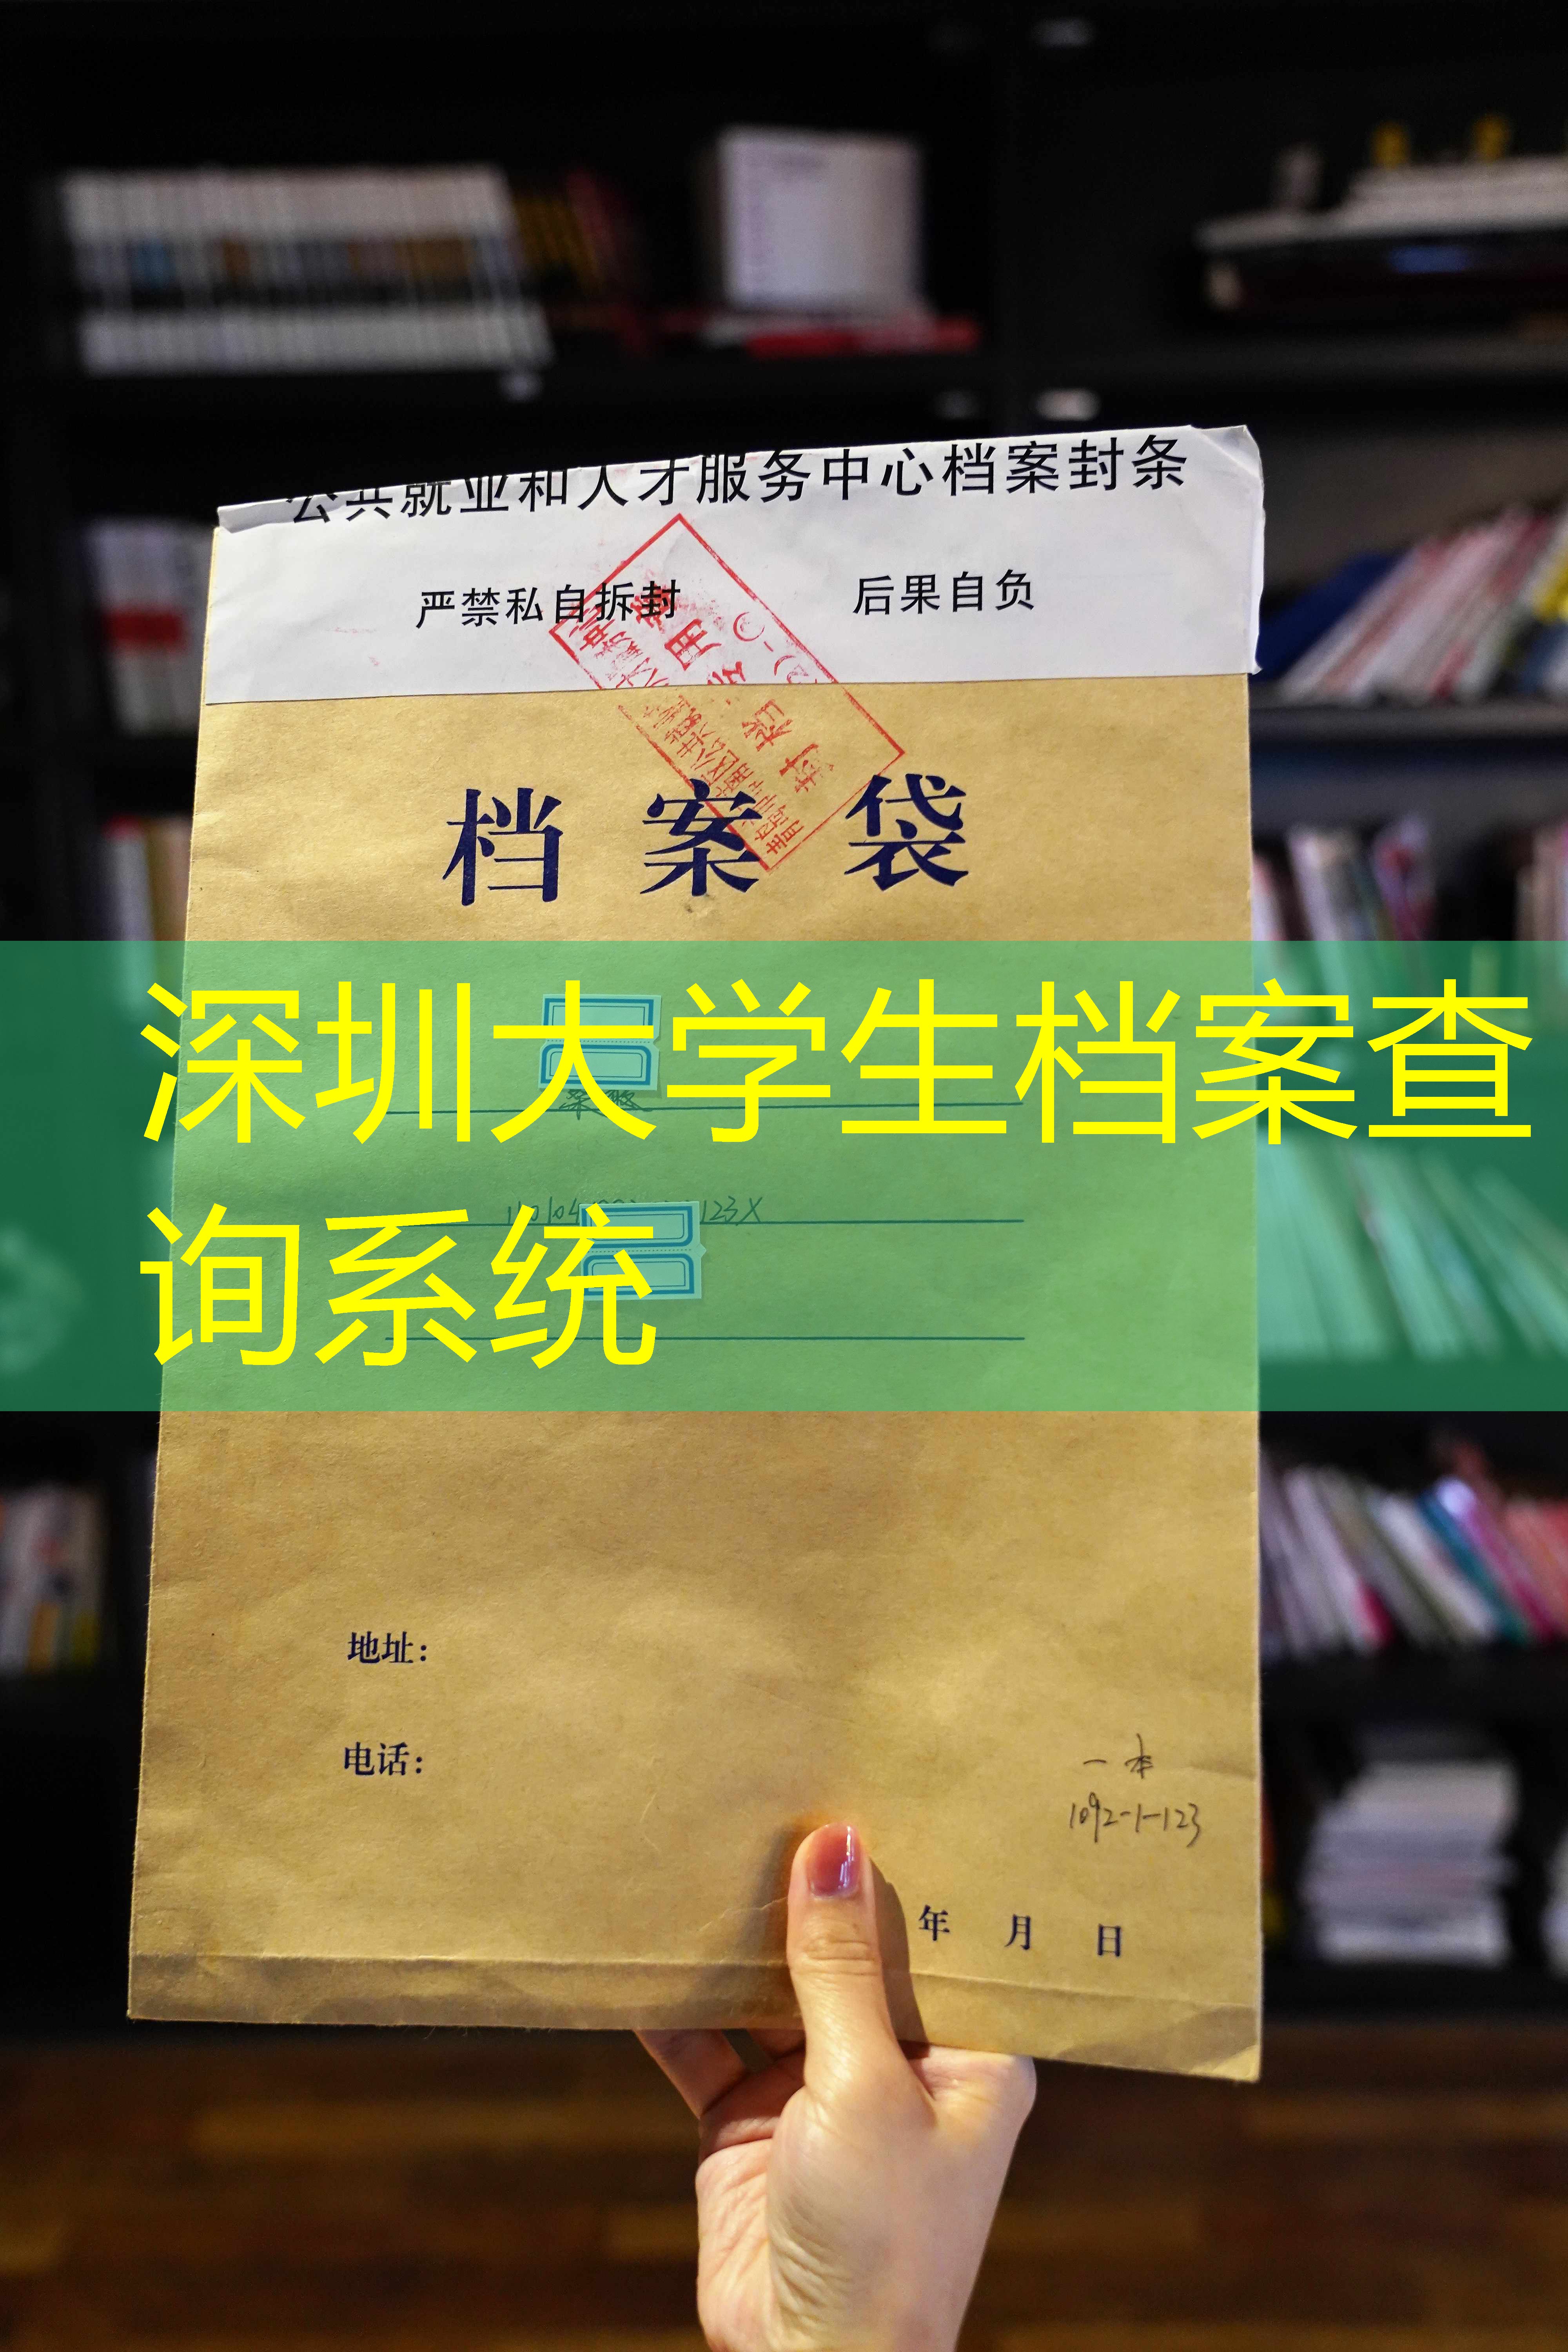 公共就业和人才服务中心档案封条
严禁私自拆封 后果自负
档案袋
深圳大学生档案查
询系统
地址：
电话：
一本
1092-1-123
年 月 日